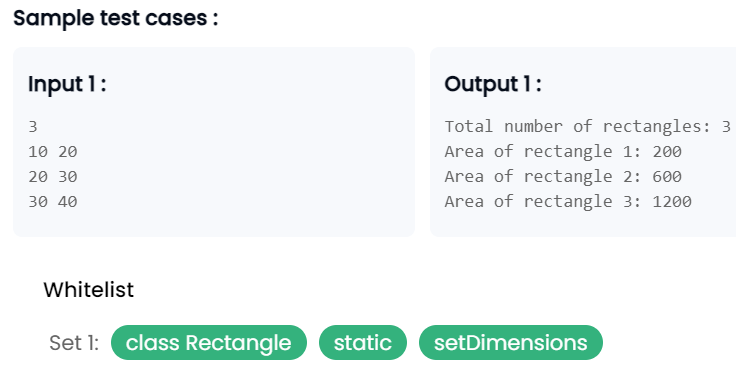 Sample test cases :
Input 1 :
3
10 20
20 30
30 40
Output 1 :
Total number of rectangles: 3
Area of rectangle 1: 200
Area of rectangle 2: 600
Area of rectangle 3: 1200
Whitelist
Set 1: class Rectangle static setDimensions